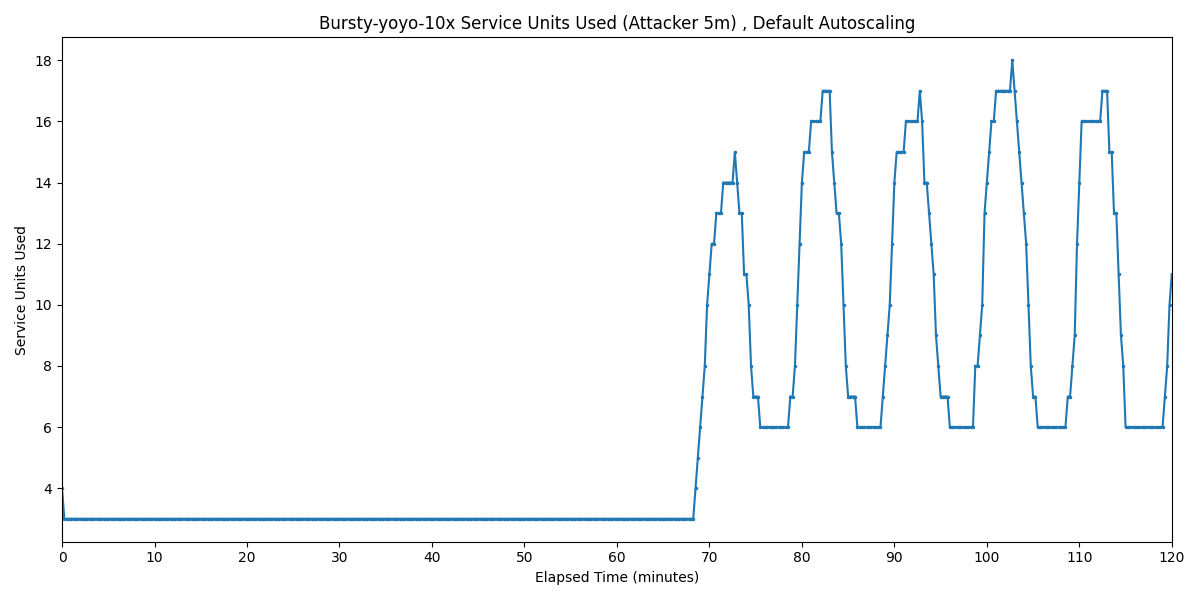 Bursty-yoyo-10x Service Units Used (Attacker 5m) , Default Autoscaling
Service Units Used
18
16
14
12
10
8
6
4
0 10 20 30 40 50 60 70 80 90 100 110 120
Elapsed Time (minutes)